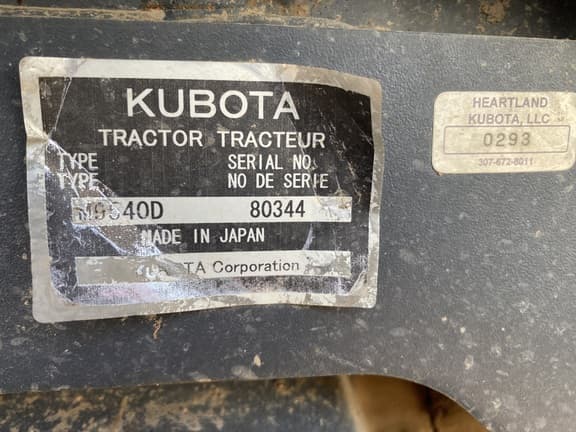 KUBOTA
TRACTOR TRACTEUR
TYPE SERIAL NO.
TYPE NO DE SERIE
M9540D 80344
MADE IN JAPAN
KUBOTA Corporation
HEARTLAND
KUBOTA, LLC
0293
307-672-8011